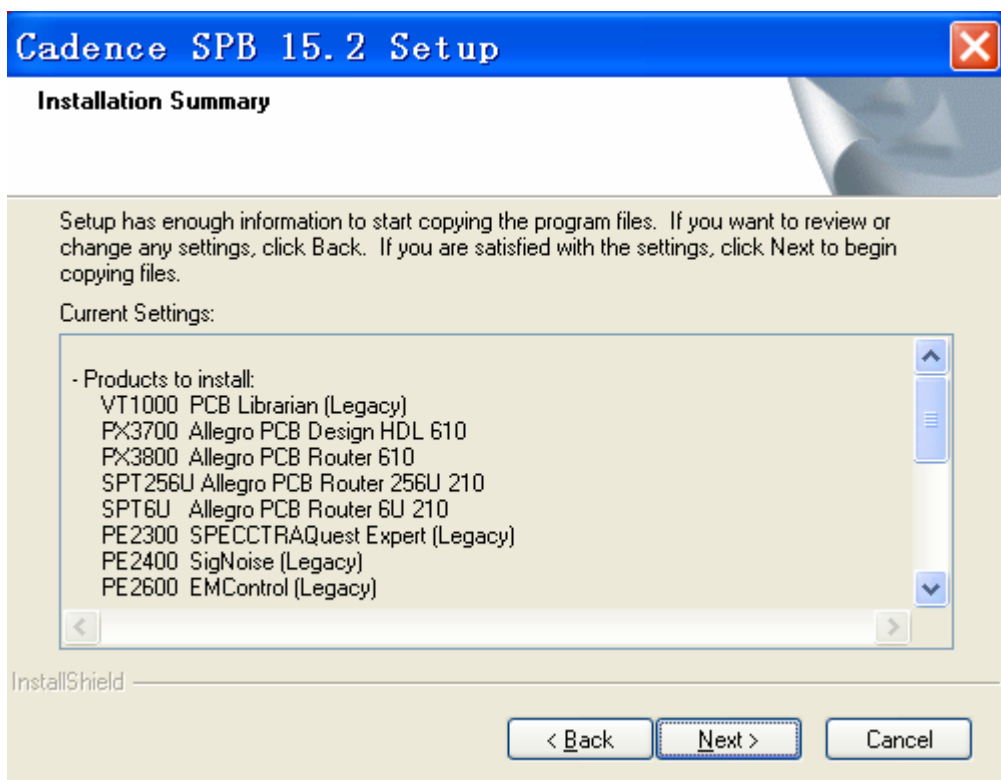 Cadence SPB 15.2 Setup
Installation Summary
Setup has enough information to start copying the program files. If you want to review or
change any settings, click Back. If you are satisfied with the settings, click Next to begin
copying files.
Current Settings:
- Products to install:
VT1000 PCB Librarian (Legacy)
PX3700 Allegro PCB Design HDL 610
PX3800 Allegro PCB Router 610
SPT256U Allegro PCB Router 256U 210
SPT6U Allegro PCB Router 6U 210
PE2300 SPECCTRAQuest Expert (Legacy)
PE2400 SigNoise (Legacy)
PE2600 EMControl (Legacy)
InstallShield
< Back Next > Cancel